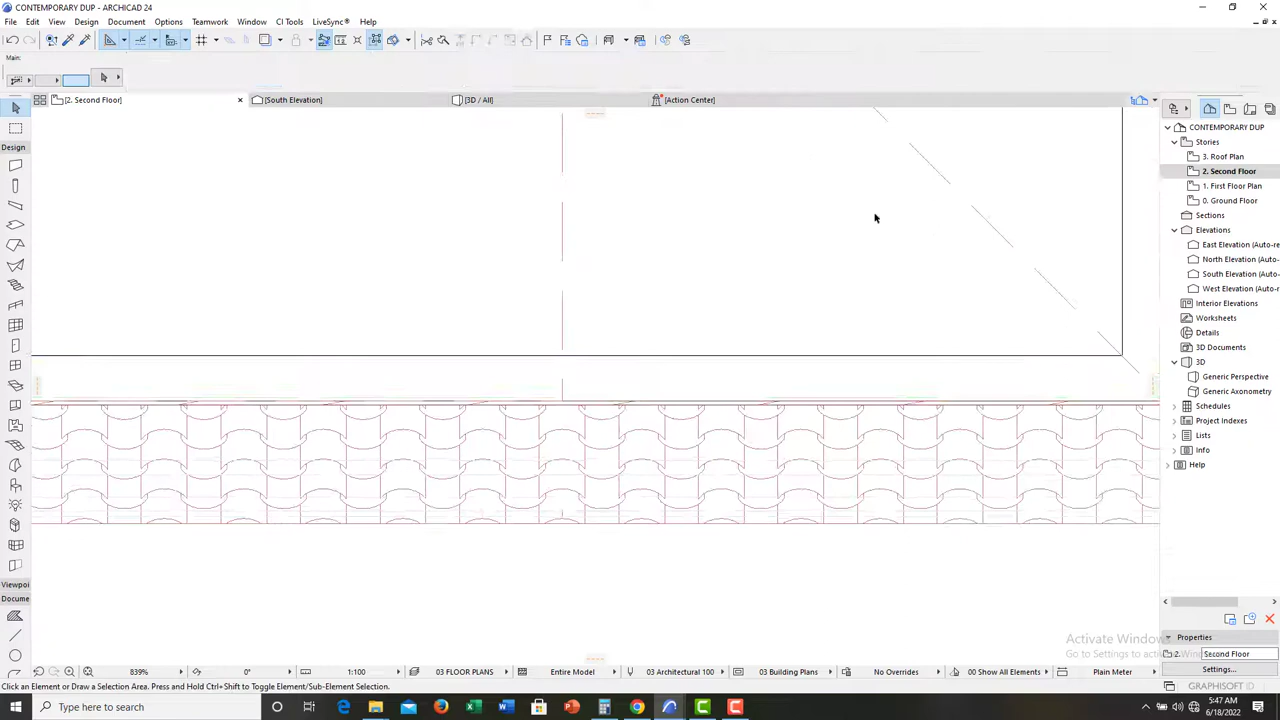 CONTEMPORARY DUP - ARCHICAD 24
File Edit View Design Document Options Teamwork Window CI Tools LiveSync® Help
Main:
[2. Second Floor]
[South Elevation]
[3D / All]
[Action Center]
Design
Viewpoi
Docume
CONTEMPORARY DUP
Stories
3. Roof Plan
2. Second Floor
1. First Floor Plan
0. Ground Floor
Sections
Elevations
East Elevation (Auto-re
North Elevation (Auto-
South Elevation (Auto-
West Elevation (Auto-r
Interior Elevations
Worksheets
Details
3D Documents
3D
Generic Perspective
Generic Axonometry
Schedules
Project Indexes
Lists
Info
Help
Activate Window
Go to Settings to activ
Properties
2. Second Floor
Settings...
839% 0° 1:100 03 FLOOR PLANS Entire Model 03 Architectural 100 03 Building Plans No Overrides 00 Show All Elements Plain Meter
Click an Element or Draw a Selection Area. Press and Hold Ctrl+Shift to Toggle Element/Sub-Element Selection.
GRAPHISOFT ID
Type here to search
5:47 AM
6/18/2022